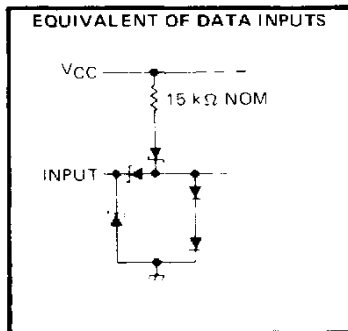 EQUIVALENT OF DATA INPUTS
VCC
15 kΩ NOM
INPUT